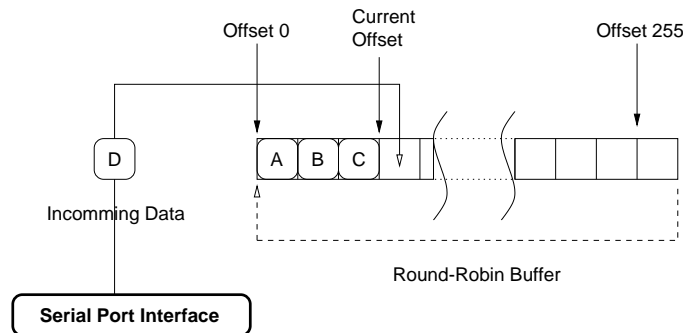 Current
Offset 0
Offset
Offset 255
D
A
B
C
Incomming Data
Round-Robin Buffer
Serial Port Interface